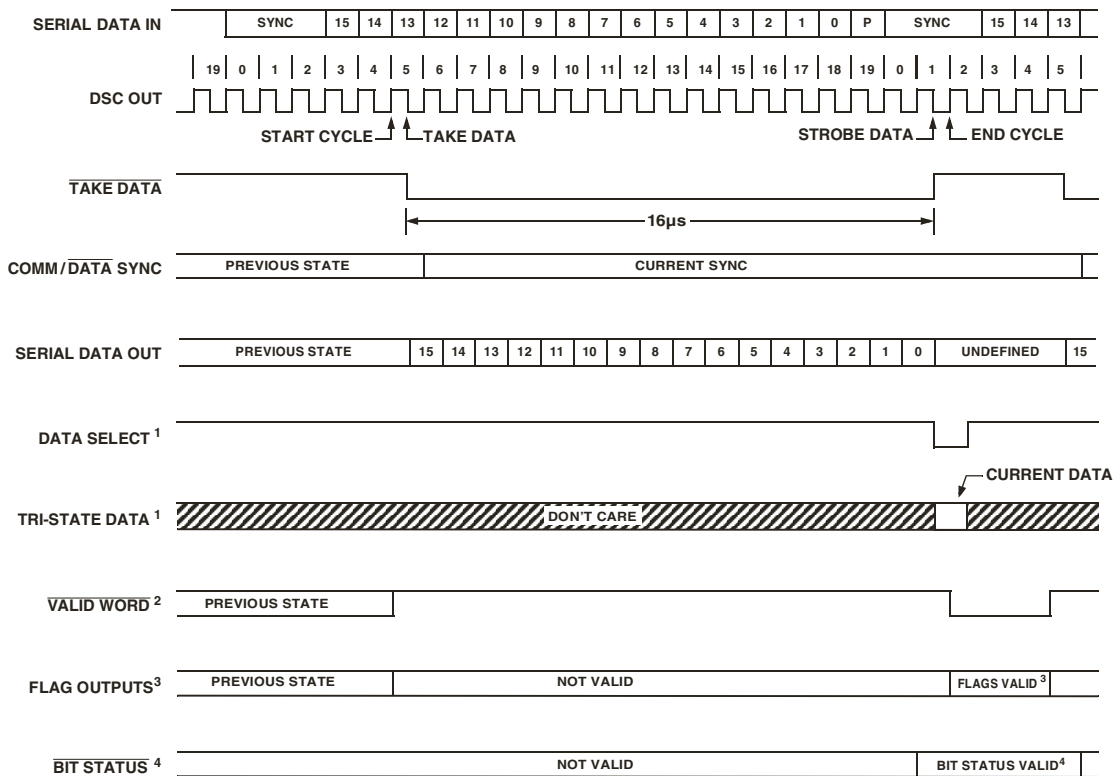 SERIAL DATA IN SYNC 15 14 13 12 11 10 9 8 7 6 5 4 3 2 1 0 P SYNC 15 14 13
19 0 1 2 3 4 5 6 7 8 9 10 11 12 13 14 15 16 17 18 19 0 1 2 3 4 5
DSC OUT
START CYCLE TAKE DATA STROBE DATA END CYCLE
TAKE DATA
16µs
COMM/DATA SYNC PREVIOUS STATE CURRENT SYNC
SERIAL DATA OUT PREVIOUS STATE 15 14 13 12 11 10 9 8 7 6 5 4 3 2 1 0 UNDEFINED 15
DATA SELECT 1
CURRENT DATA
TRI-STATE DATA 1 DON'T CARE
VALID WORD 2 PREVIOUS STATE
FLAG OUTPUTS3 PREVIOUS STATE NOT VALID FLAGS VALID 3
BIT STATUS 4 NOT VALID BIT STATUS VALID4